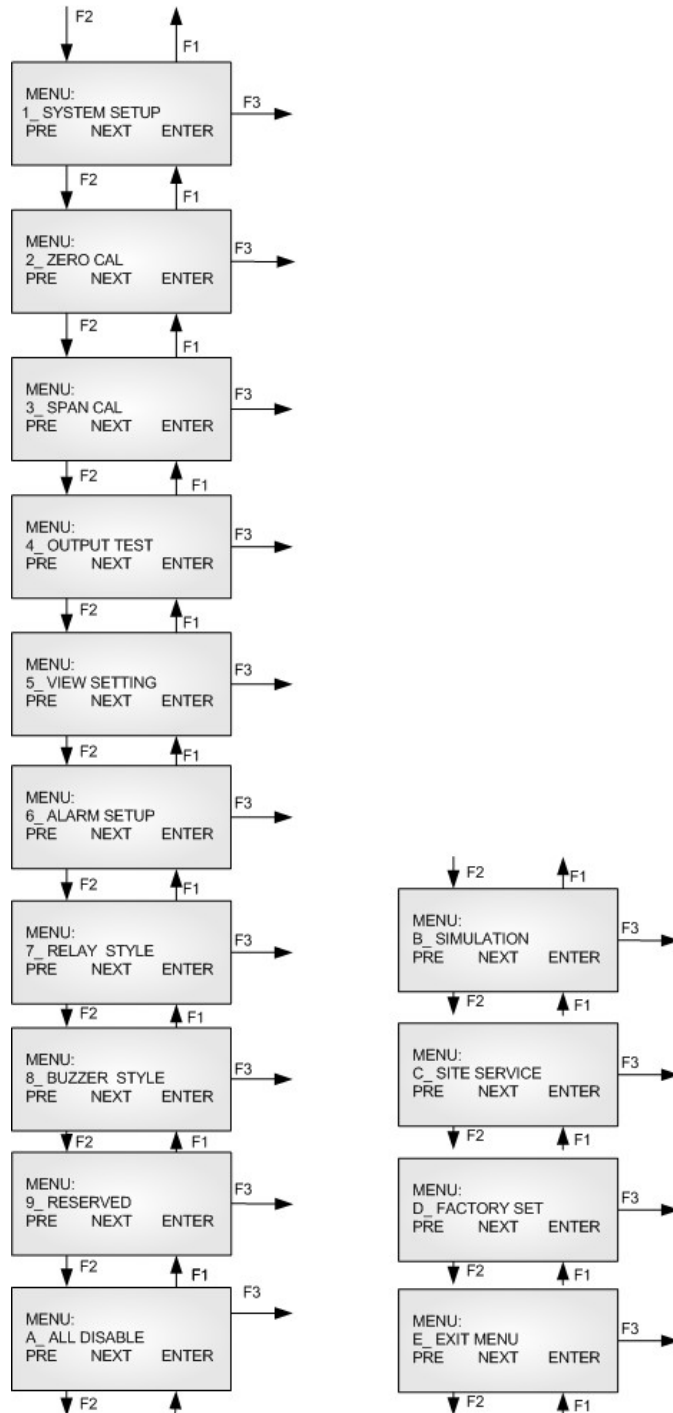 F2 F1
MENU:
1_ SYSTEM SETUP
PRE NEXT ENTER
F3
F2 F1
MENU:
2_ ZERO CAL
PRE NEXT ENTER
F3
F2 F1
MENU:
3_ SPAN CAL
PRE NEXT ENTER
F3
F2 F1
MENU:
4_ OUTPUT TEST
PRE NEXT ENTER
F3
F2 F1
MENU:
5_ VIEW SETTING
PRE NEXT ENTER
F3
F2 F1
MENU:
6_ ALARM SETUP
PRE NEXT ENTER
F3
F2 F1
MENU:
7_ RELAY STYLE
PRE NEXT ENTER
F3
F2 F1
MENU:
8_ BUZZER STYLE
PRE NEXT ENTER
F3
F2 F1
MENU:
9_ RESERVED
PRE NEXT ENTER
F3
F2 F1
MENU:
A_ ALL DISABLE
PRE NEXT ENTER
F3
F2
F2 F1
MENU:
B_ SIMULATION
PRE NEXT ENTER
F3
F2 F1
MENU:
C_ SITE SERVICE
PRE NEXT ENTER
F3
F2 F1
MENU:
D_ FACTORY SET
PRE NEXT ENTER
F3
F2 F1
MENU:
E_ EXIT MENU
PRE NEXT ENTER
F3
F2 F1